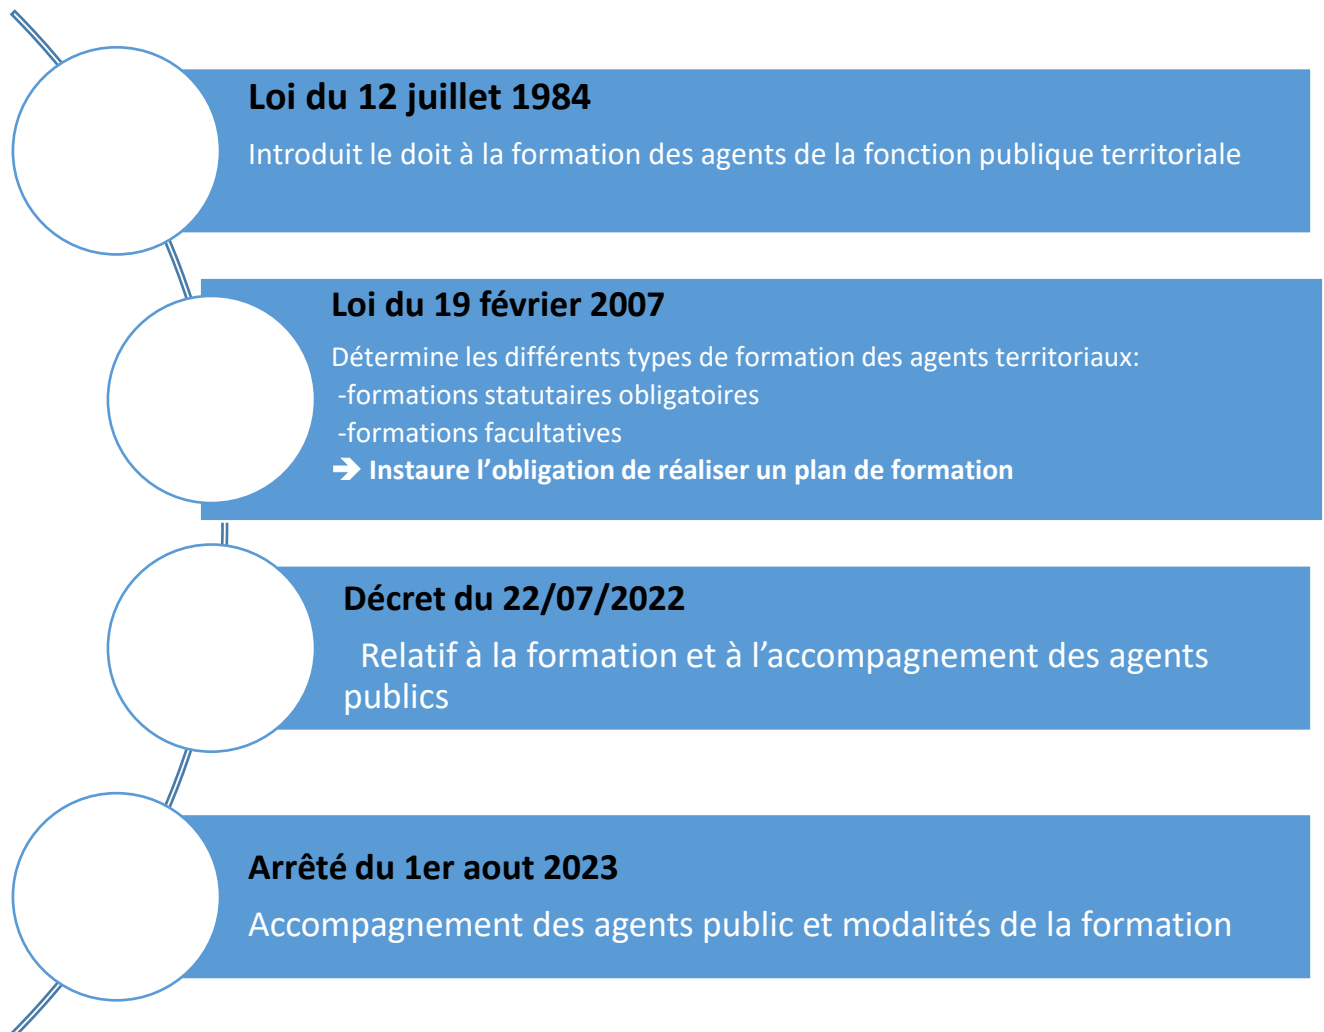 Loi du 12 juillet 1984
Introduit le doit à la formation des agents de la fonction publique territoriale
Loi du 19 février 2007
Détermine les différents types de formation des agents territoriaux:
-formations statutaires obligatoires
-formations facultatives
➔ Instaure l’obligation de réaliser un plan de formation
Décret du 22/07/2022
Relatif à la formation et à l’accompagnement des agents
publics
Arrêté du 1er aout 2023
Accompagnement des agents public et modalités de la formation